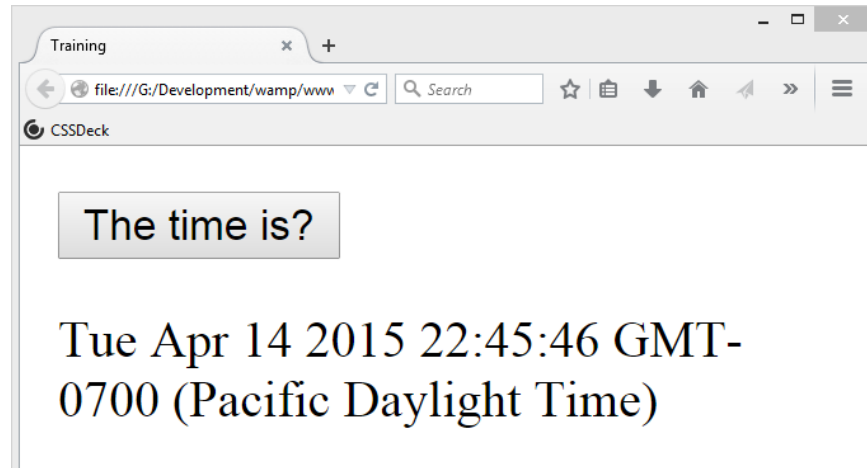 Training
file:///G:/Development/wamp/www
Search
CSSDeck
The time is?
Tue Apr 14 2015 22:45:46 GMT-
0700 (Pacific Daylight Time)